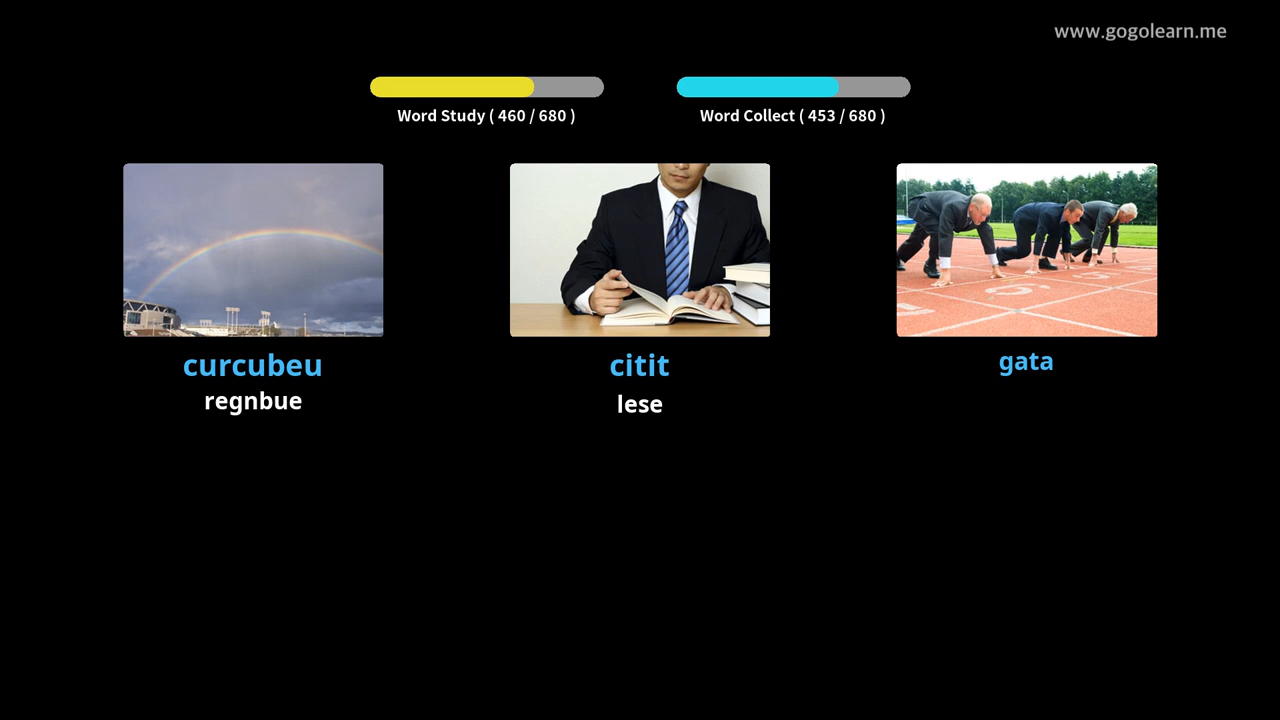 www.gogolearn.me
Word Study ( 460 / 680 )
Word Collect ( 453 / 680 )
curcubeu
regnbue
citit
lese
gata